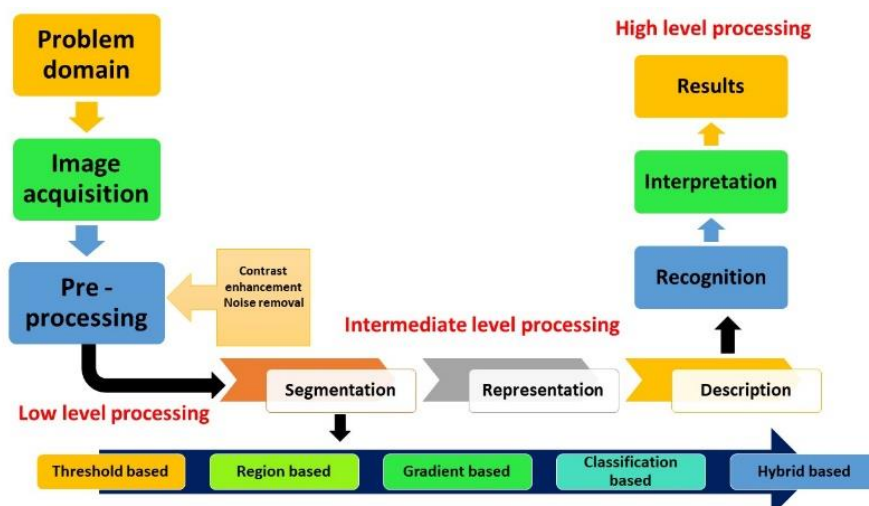 Problem
domain
Image
acquisition
Pre -
processing
Contrast
enhancement
Noise removal
Low level processing
Intermediate level processing
Segmentation
Representation
Description
Threshold based
Region based
Gradient based
Classification
based
Hybrid based
High level processing
Results
Interpretation
Recognition